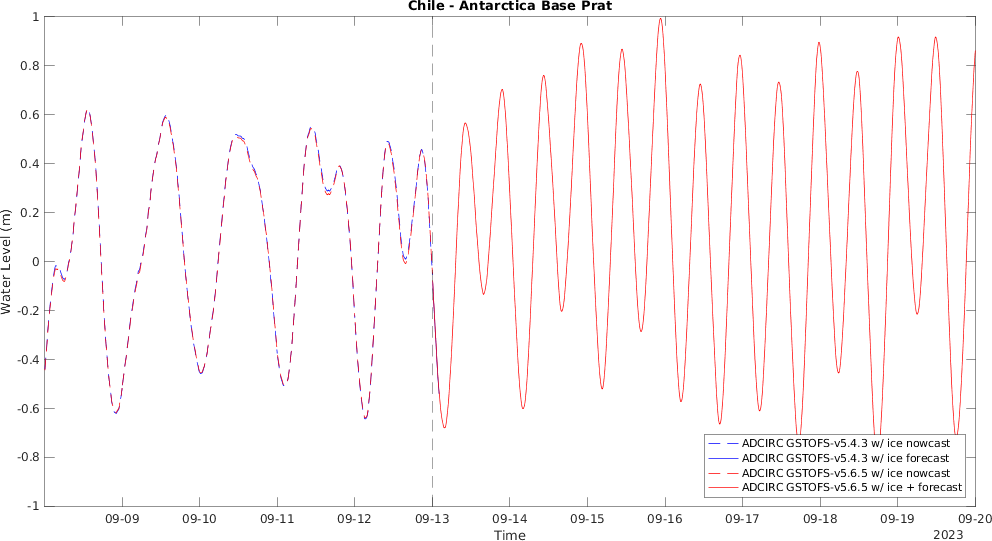 Chile - Antarctica Base Prat
1
0.8
0.6
0.4
0.2
0
-0.2
-0.4
-0.6
-0.8
-1
Water Level (m)
ADCIRC GSTOFS-v5.4.3 w/ ice nowcast
ADCIRC GSTOFS-v5.4.3 w/ ice forecast
ADCIRC GSTOFS-v5.6.5 w/ ice nowcast
ADCIRC GSTOFS-v5.6.5 w/ ice + forecast
09-09 09-10 09-11 09-12 09-13 09-14 09-15 09-16 09-17 09-18 09-19 09-20
Time
2023